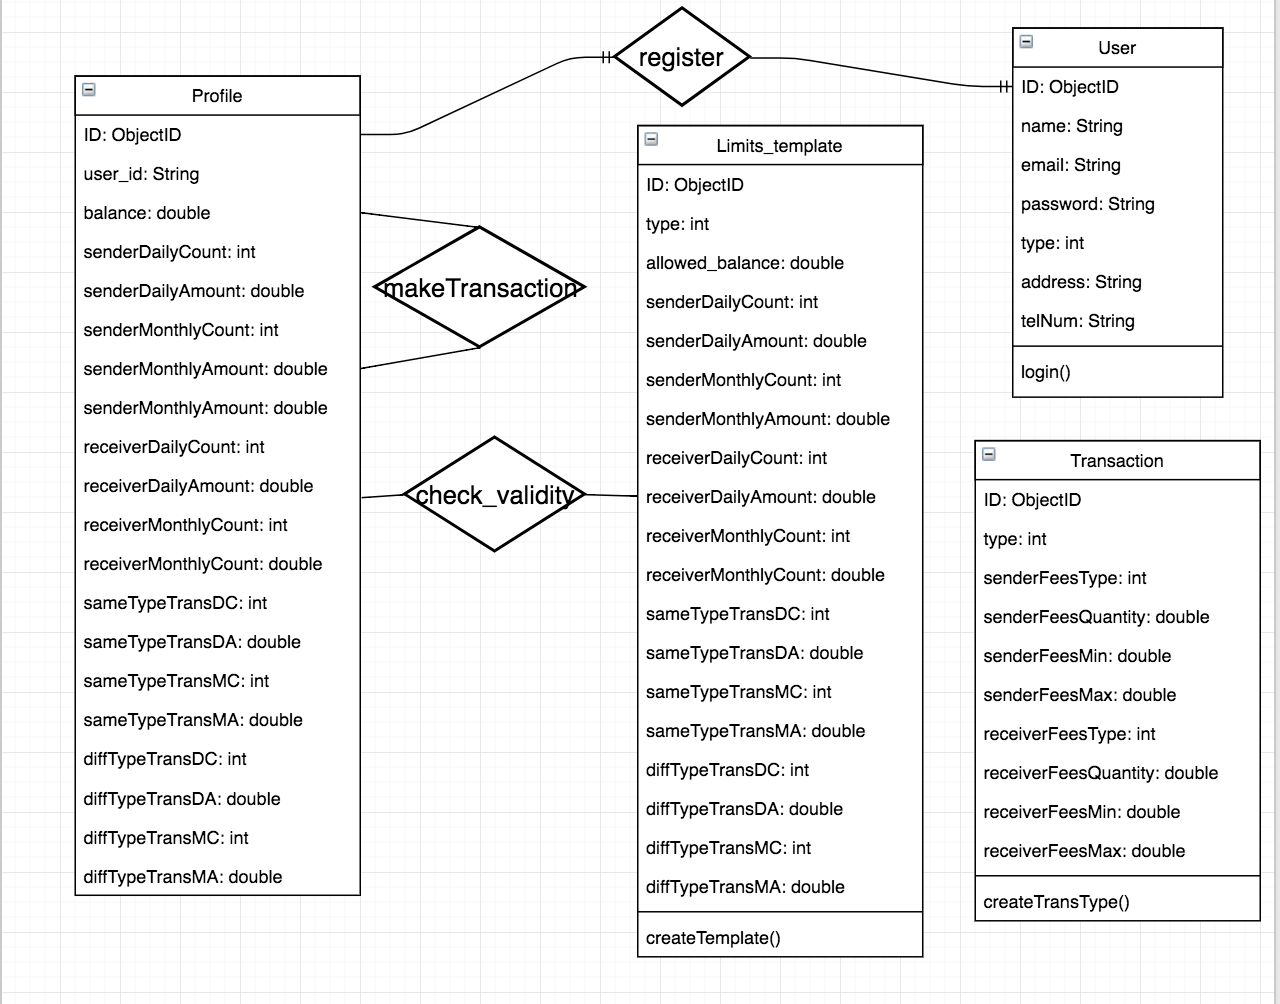 register
User
ID: ObjectID
name: String
email: String
password: String
type: int
address: String
telNum: String
login()
Profile
ID: ObjectID
user_id: String
balance: double
senderDailyCount: int
senderDailyAmount: double
senderMonthlyCount: int
senderMonthlyAmount: double
senderMonthlyAmount: double
receiverDailyCount: int
receiverDailyAmount: double
receiverMonthlyCount: int
receiverMonthlyCount: double
sameTypeTransDC: int
sameTypeTransDA: double
sameTypeTransMC: int
sameTypeTransMA: double
diffTypeTransDC: int
diffTypeTransDA: double
diffTypeTransMC: int
diffTypeTransMA: double
makeTransaction
check_validity
Limits_template
ID: ObjectID
type: int
allowed_balance: double
senderDailyCount: int
senderDailyAmount: double
senderMonthlyCount: int
senderMonthlyAmount: double
receiverDailyCount: int
receiverDailyAmount: double
receiverMonthlyCount: int
receiverMonthlyCount: double
sameTypeTransDC: int
sameTypeTransDA: double
sameTypeTransMC: int
sameTypeTransMA: double
diffTypeTransDC: int
diffTypeTransDA: double
diffTypeTransMC: int
diffTypeTransMA: double
createTemplate()
Transaction
ID: ObjectID
type: int
senderFeesType: int
senderFeesQuantity: double
senderFeesMin: double
senderFeesMax: double
receiverFeesType: int
receiverFeesQuantity: double
receiverFeesMin: double
receiverFeesMax: double
createTransType()